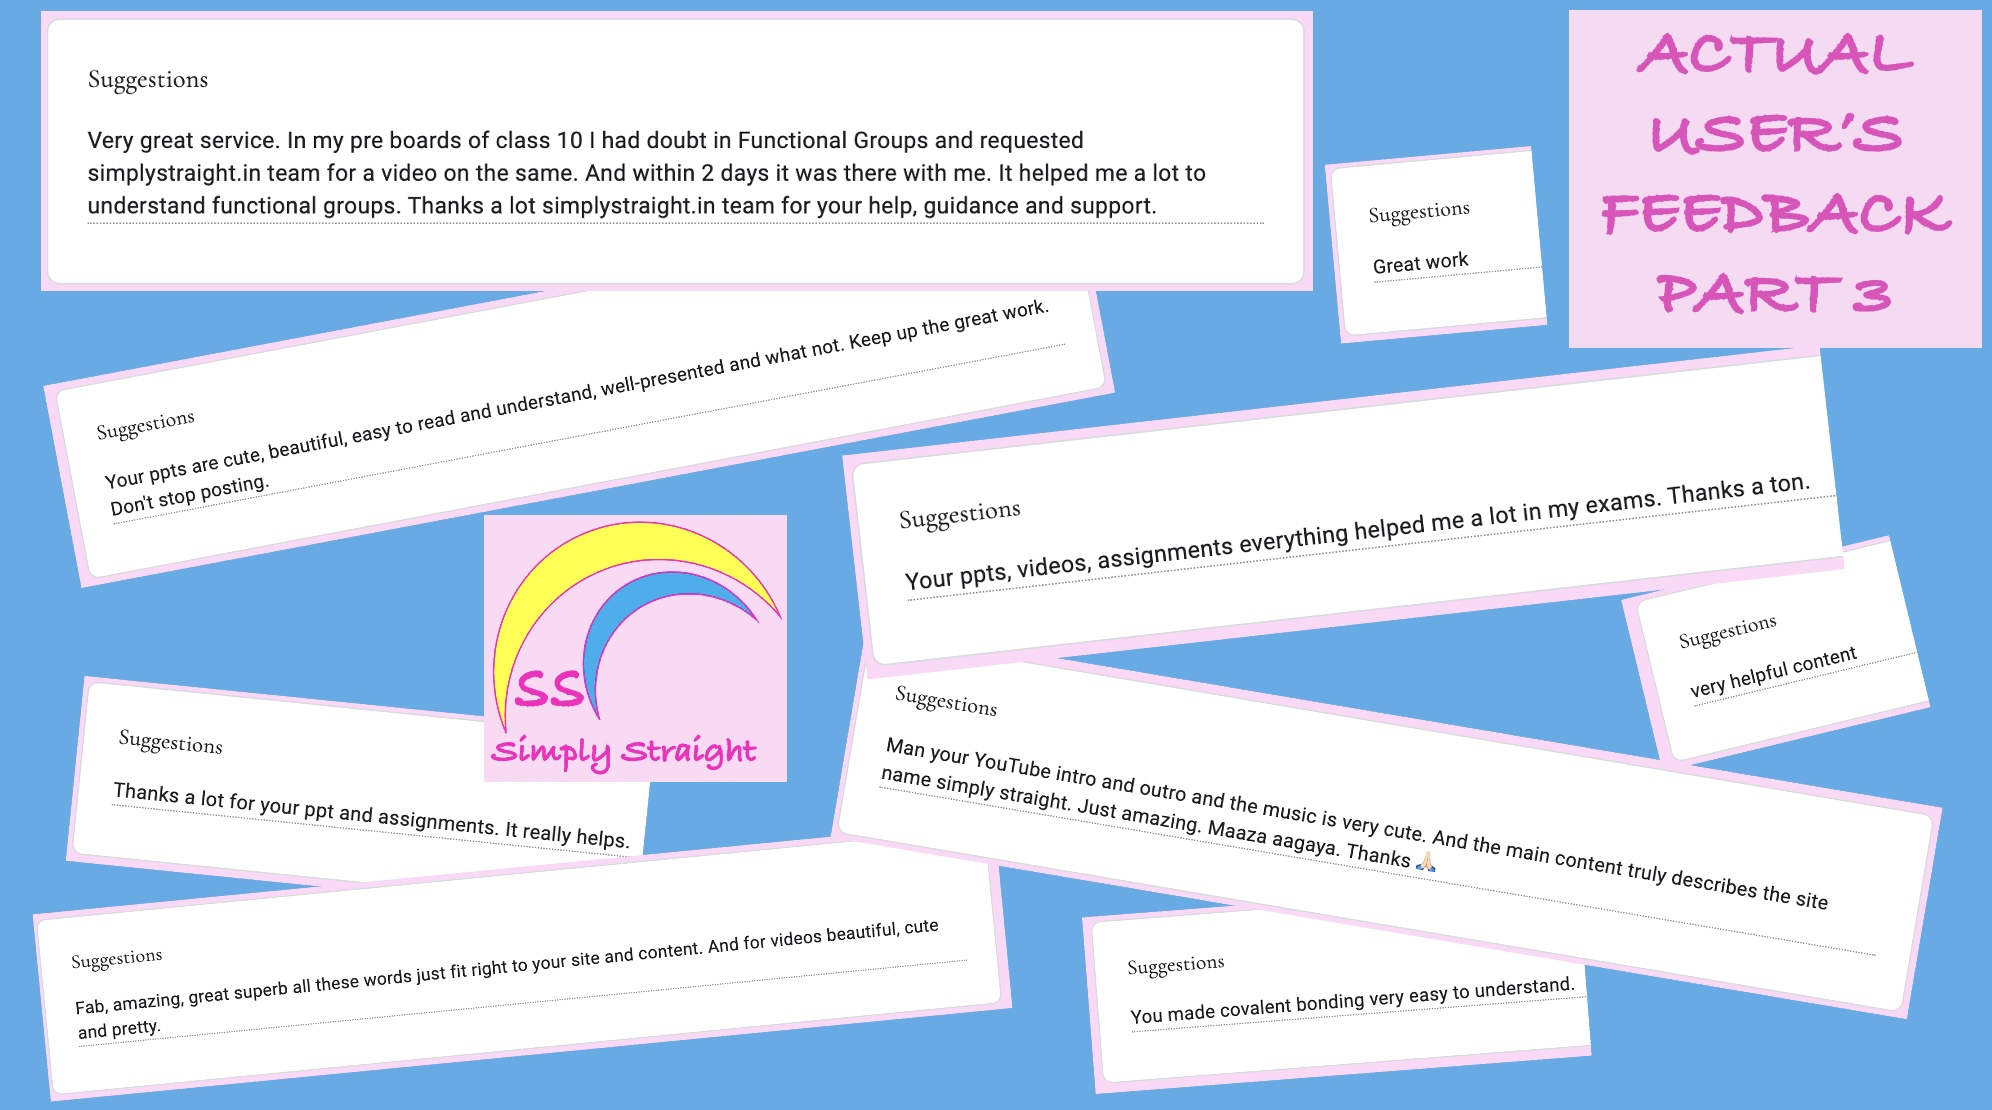 Suggestions
Very great service. In my pre boards of class 10 I had doubt in Functional Groups and requested
simplystraight.in team for a video on the same. And within 2 days it was there with me. It helped me a lot to
understand functional groups. Thanks a lot simplystraight.in team for your help, guidance and support.
ACTUAL
USER'S
FEEDBACK
PART 3
Suggestions
Great work
Suggestions
Your ppts are cute, beautiful, easy to read and understand, well-presented and what not. Keep up the great work.
Don't stop posting.
Suggestions
Your ppts, videos, assignments everything helped me a lot in my exams. Thanks a ton.
SS
Simply Straight
Suggestions
very helpful content
Suggestions
Thanks a lot for your ppt and assignments. It really helps.
Suggestions
Man your YouTube intro and outro and the music is very cute. And the main content truly describes the site
name simply straight. Just amazing. Maaza aagaya. Thanks 🙏🏻
Suggestions
Fab, amazing, great superb all these words just fit right to your site and content. And for videos beautiful, cute
and pretty.
Suggestions
You made covalent bonding very easy to understand.